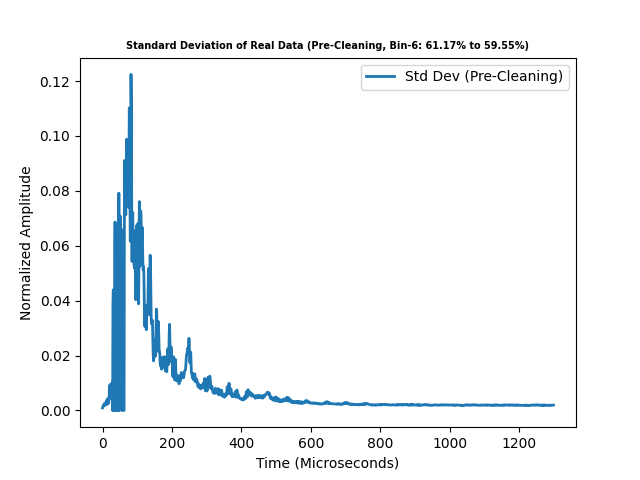 Standard Deviation of Real Data (Pre-Cleaning, Bin-6: 61.17% to 59.55%)
Std Dev (Pre-Cleaning)
Normalized Amplitude
0.12
0.10
0.08
0.06
0.04
0.02
0.00
0 200 400 600 800 1000 1200
Time (Microseconds)